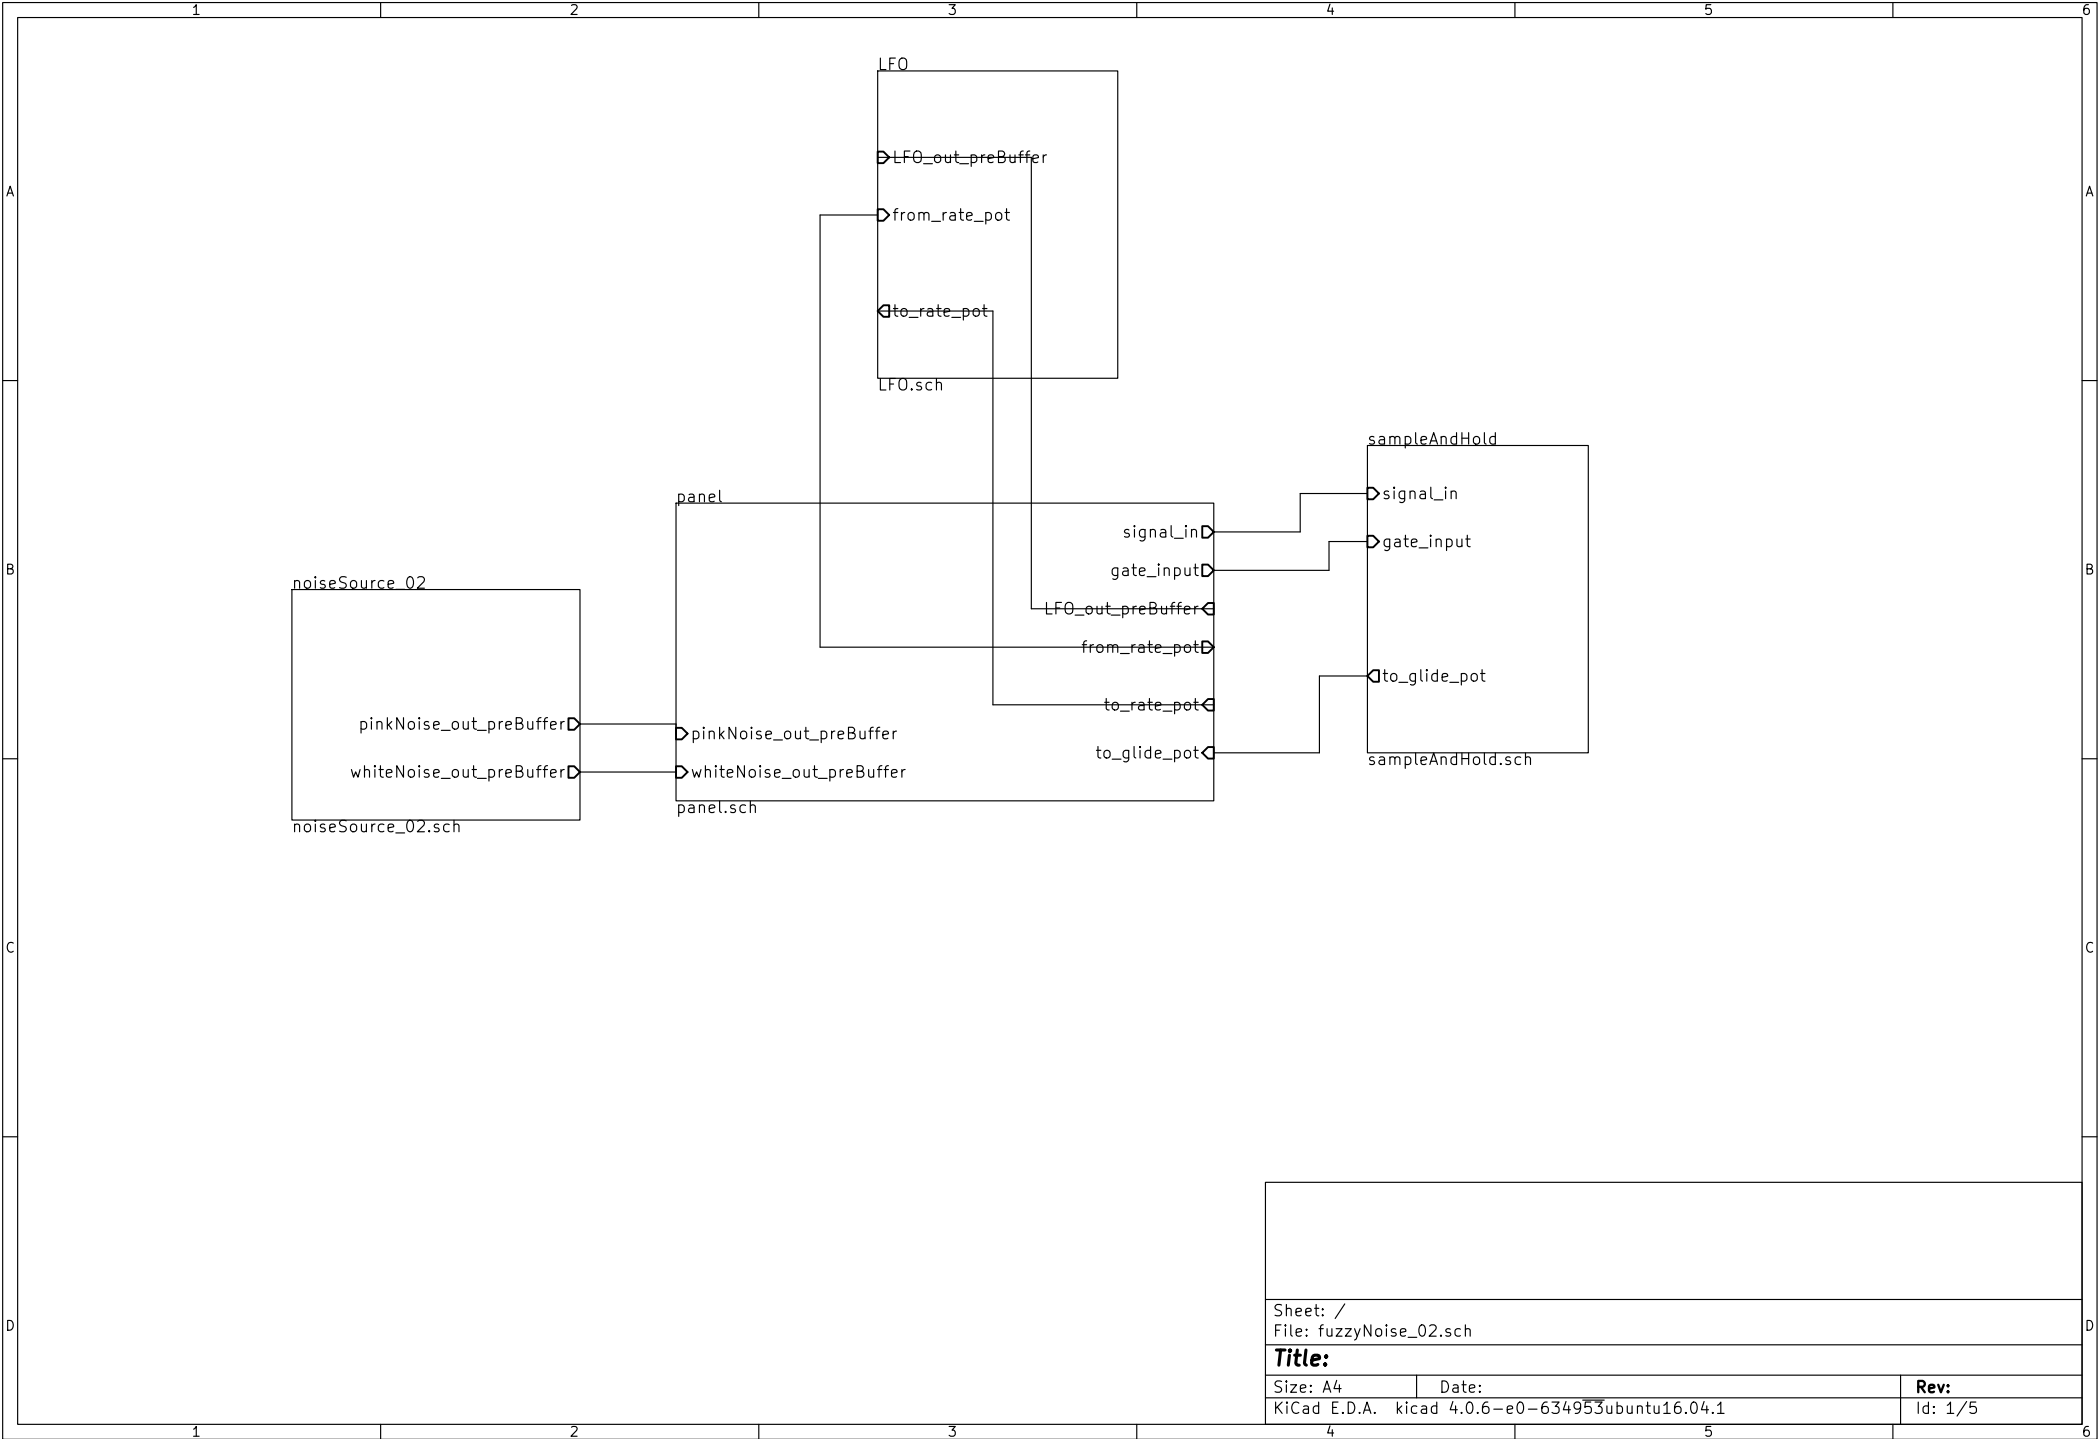 1 2 3 4 5 6
LFO
LFO_out_preBuffer
A A
from_rate_pot
to_rate_pot
LFO.sch
sampleAndHold
signal_in
panel
signal_in
gate_input
B gate_input B
noiseSource_02
LFO_out_preBuffer
from_rate_pot
to_glide_pot
to_rate_pot
pinkNoise_out_preBuffer
pinkNoise_out_preBuffer
to_glide_pot
sampleAndHold.sch
whiteNoise_out_preBuffer whiteNoise_out_preBuffer
panel.sch
noiseSource_02.sch
C C
Sheet: /
D D
File: fuzzyNoise_02.sch
Title:
Size: A4 Date: Rev:
KiCad E.D.A. kicad 4.0.6-e0-634953ubuntu16.04.1 Id: 1/5
1 2 3 4 5 6